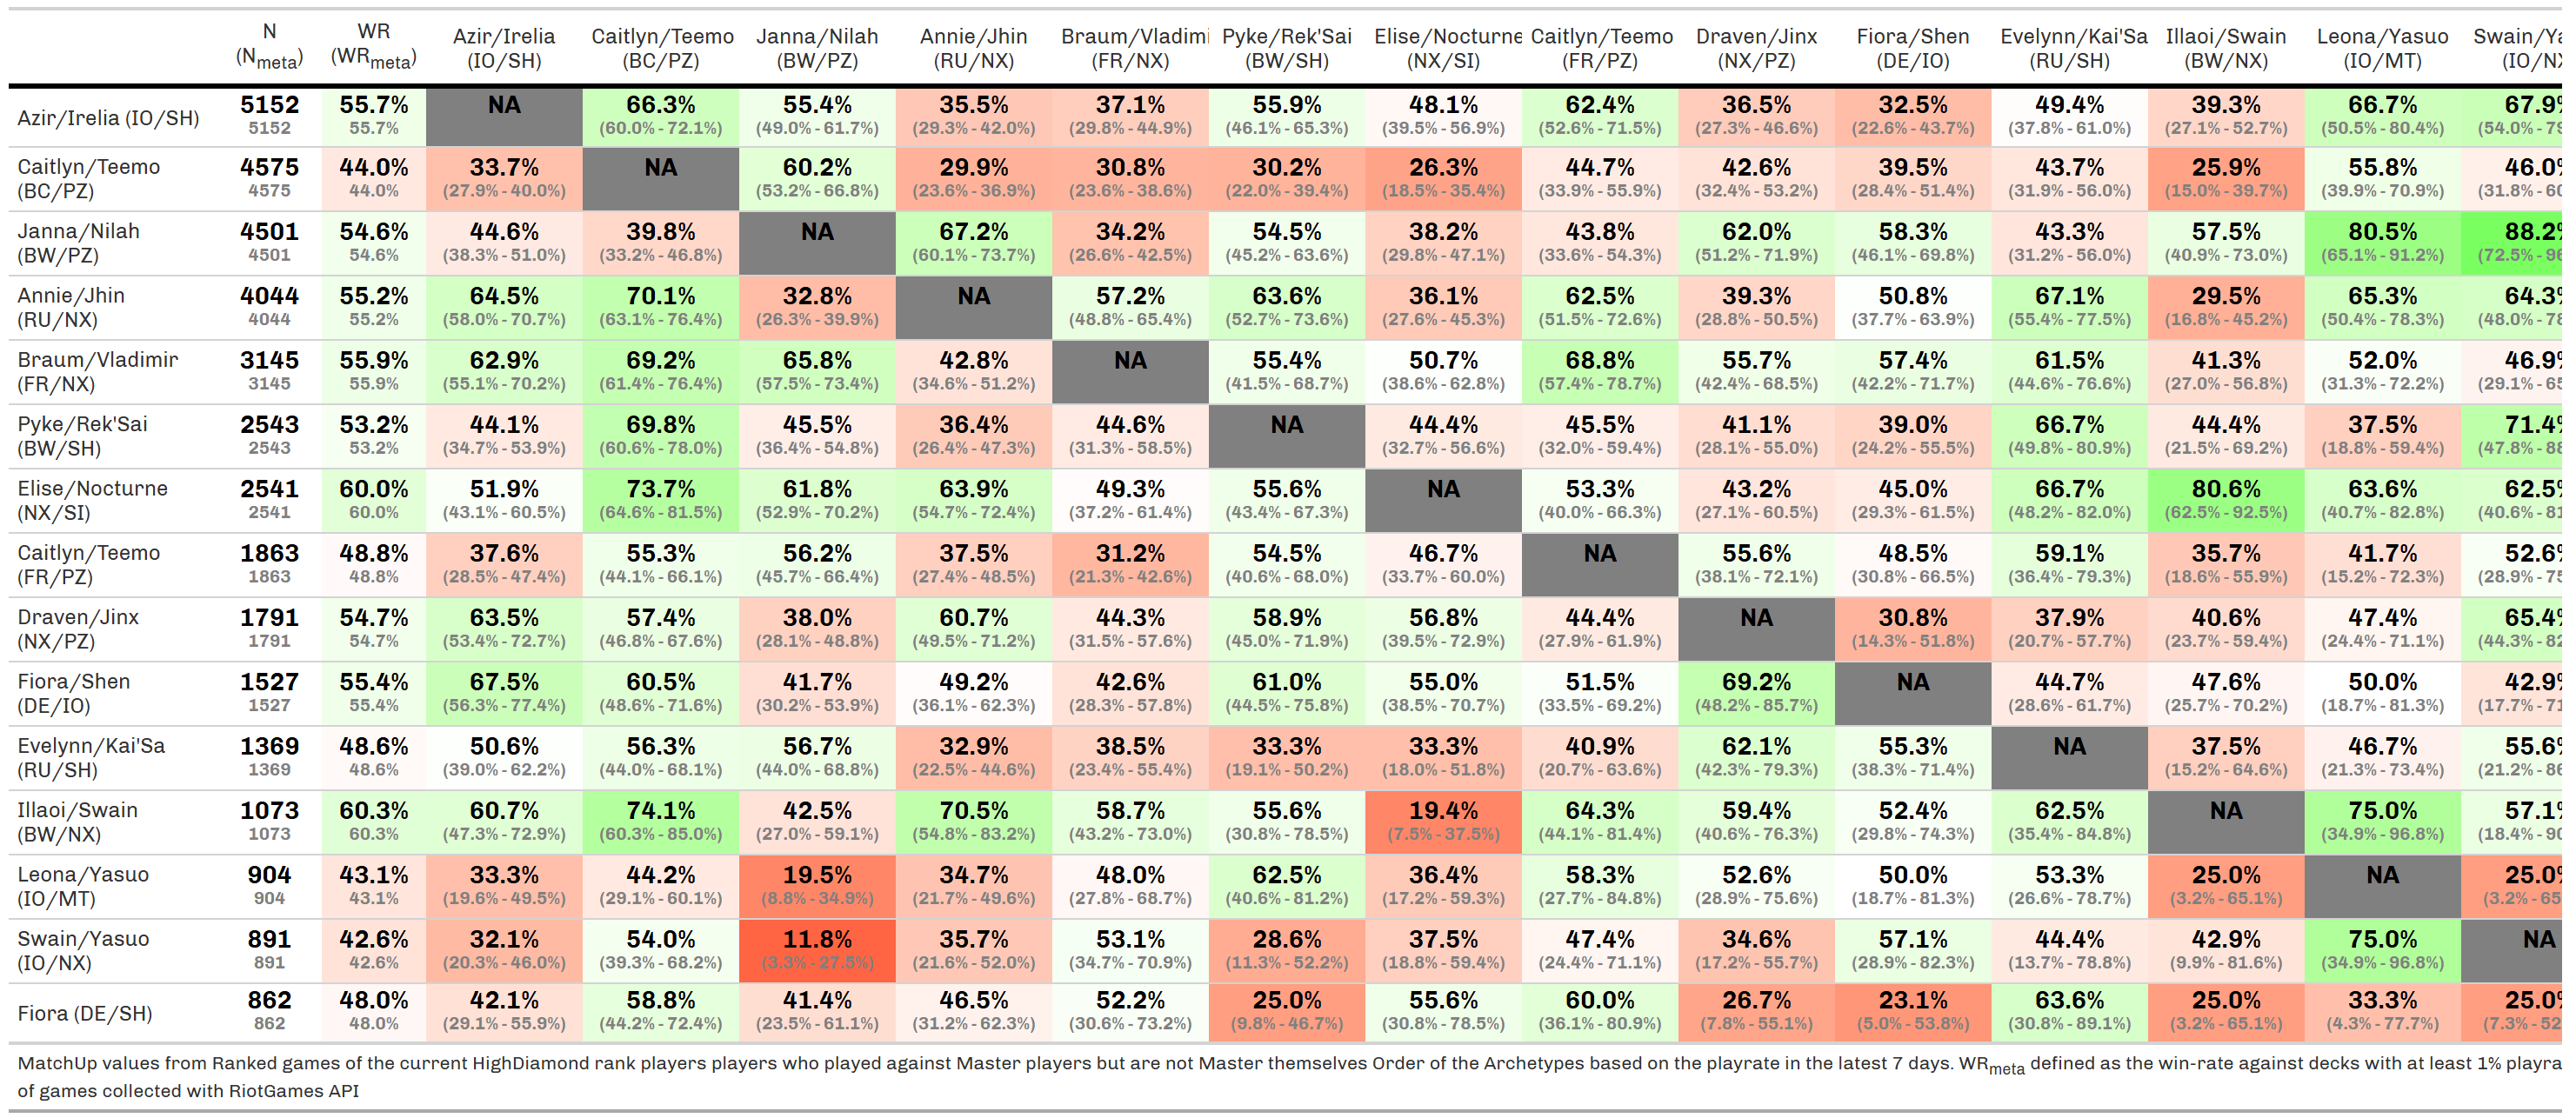 N WR Azir/Irelia Caitlyn/Teemo Janna/Nilah Annie/Jhin Braum/Vladimi Pyke/Rek'Sai Elise/Nocturne Caitlyn/Teemo Draven/Jinx Fiora/Shen Evelynn/Kai'Sa Illaoi/Swain Leona/Yasuo Swain/Ya
(Nmeta) (WRmeta) (IO/SH) (BC/PZ) (BW/PZ) (RU/NX) (FR/NX) (BW/SH) (NX/SI) (FR/PZ) (NX/PZ) (DE/IO) (RU/SH) (BW/NX) (IO/MT) (IO/NX
Azir/Irelia (IO/SH) 5152 55.7% NA 66.3% 55.4% 35.5% 37.1% 55.9% 48.1% 62.4% 36.5% 32.5% 49.4% 39.3% 66.7% 67.9%
5152 55.7% (60.0% - 72.1%) (49.0% - 61.7%) (29.3% - 42.0%) (29.8% - 44.9%) (46.1% - 65.3%) (39.5% - 56.9%) (52.6% - 71.5%) (27.3% - 46.6%) (22.6% - 43.7%) (37.8% - 61.0%) (27.1% - 52.7%) (50.5% - 80.4%) (54.0% - 79
Caitlyn/Teemo 4575 44.0% 33.7% NA 60.2% 29.9% 30.8% 30.2% 26.3% 44.7% 42.6% 39.5% 43.7% 25.9% 55.8% 46.0%
(BC/PZ) 4575 44.0% (27.9% - 40.0%) (53.2% - 66.8%) (23.6% - 36.9%) (23.6% - 38.6%) (22.0% - 39.4%) (18.5% - 35.4%) (33.9% - 55.9%) (32.4% - 53.2%) (28.4% - 51.4%) (31.9% - 56.0%) (15.0% - 39.7%) (39.9% - 70.9%) (31.8% - 60
Janna/Nilah 4501 54.6% 44.6% 39.8% NA 67.2% 34.2% 54.5% 38.2% 43.8% 62.0% 58.3% 43.3% 57.5% 80.5% 88.2%
(BW/PZ) 4501 54.6% (38.3% - 51.0%) (33.2% - 46.8%) (60.1% - 73.7%) (26.6% - 42.5%) (45.2% - 63.6%) (29.8% - 47.1%) (33.6% - 54.3%) (51.2% - 71.9%) (46.1% - 69.8%) (31.2% - 56.0%) (40.9% - 73.0%) (65.1% - 91.2%) (72.5% - 96
Annie/Jhin 4044 55.2% 64.5% 70.1% 32.8% NA 57.2% 63.6% 36.1% 62.5% 39.3% 50.8% 67.1% 29.5% 65.3% 64.3%
(RU/NX) 4044 55.2% (58.0% - 70.7%) (63.1% - 76.4%) (26.3% - 39.9%) (48.8% - 65.4%) (52.7% - 73.6%) (27.6% - 45.3%) (51.5% - 72.6%) (28.8% - 50.5%) (37.7% - 63.9%) (55.4% - 77.5%) (16.8% - 45.2%) (50.4% - 78.3%) (48.0% - 78
Braum/Vladimir 3145 55.9% 62.9% 69.2% 65.8% 42.8% NA 55.4% 50.7% 68.8% 55.7% 57.4% 61.5% 41.3% 52.0% 46.9%
(FR/NX) 3145 55.9% (55.1% - 70.2%) (61.4% - 76.4%) (57.5% - 73.4%) (34.6% - 51.2%) (41.5% - 68.7%) (38.6% - 62.8%) (57.4% - 78.7%) (42.4% - 68.5%) (42.2% - 71.7%) (44.6% - 76.6%) (27.0% - 56.8%) (31.3% - 72.2%) (29.1% - 65
Pyke/Rek'Sai 2543 53.2% 44.1% 69.8% 45.5% 36.4% 44.6% NA 44.4% 45.5% 41.1% 39.0% 66.7% 44.4% 37.5% 71.4%
(BW/SH) 2543 53.2% (34.7% - 53.9%) (60.6% - 78.0%) (36.4% - 54.8%) (26.4% - 47.3%) (31.3% - 58.5%) (32.7% - 56.6%) (32.0% - 59.4%) (28.1% - 55.0%) (24.2% - 55.5%) (49.8% - 80.9%) (21.5% - 69.2%) (18.8% - 59.4%) (47.8% - 88
Elise/Nocturne 2541 60.0% 51.9% 73.7% 61.8% 63.9% 49.3% 55.6% NA 53.3% 43.2% 45.0% 66.7% 80.6% 63.6% 62.5%
(NX/SI) 2541 60.0% (43.1% - 60.5%) (64.6% - 81.5%) (52.9% - 70.2%) (54.7% - 72.4%) (37.2% - 61.4%) (43.4% - 67.3%) (40.0% - 66.3%) (27.1% - 60.5%) (29.3% - 61.5%) (48.2% - 82.0%) (62.5% - 92.5%) (40.7% - 82.8%) (40.6% - 81
Caitlyn/Teemo 1863 48.8% 37.6% 55.3% 56.2% 37.5% 31.2% 54.5% 46.7% NA 55.6% 48.5% 59.1% 35.7% 41.7% 52.6%
(FR/PZ) 1863 48.8% (28.5% - 47.4%) (44.1% - 66.1%) (45.7% - 66.4%) (27.4% - 48.5%) (21.3% - 42.6%) (40.6% - 68.0%) (33.7% - 60.0%) (38.1% - 72.1%) (30.8% - 66.5%) (36.4% - 79.3%) (18.6% - 55.9%) (15.2% - 72.3%) (28.9% - 75
Draven/Jinx 1791 54.7% 63.5% 57.4% 38.0% 60.7% 44.3% 58.9% 56.8% 44.4% NA 30.8% 37.9% 40.6% 47.4% 65.4%
(NX/PZ) 1791 54.7% (53.4% - 72.7%) (46.8% - 67.6%) (28.1% - 48.8%) (49.5% - 71.2%) (31.5% - 57.6%) (45.0% - 71.9%) (39.5% - 72.9%) (27.9% - 61.9%) (14.3% - 51.8%) (20.7% - 57.7%) (23.7% - 59.4%) (24.4% - 71.1%) (44.3% - 82
Fiora/Shen 1527 55.4% 67.5% 60.5% 41.7% 49.2% 42.6% 61.0% 55.0% 51.5% 69.2% NA 44.7% 47.6% 50.0% 42.9%
(DE/IO) 1527 55.4% (56.3% - 77.4%) (48.6% - 71.6%) (30.2% - 53.9%) (36.1% - 62.3%) (28.3% - 57.8%) (44.5% - 75.8%) (38.5% - 70.7%) (33.5% - 69.2%) (48.2% - 85.7%) (28.6% - 61.7%) (25.7% - 70.2%) (18.7% - 81.3%) (17.7% - 71
Evelynn/Kai'Sa 1369 48.6% 50.6% 56.3% 56.7% 32.9% 38.5% 33.3% 33.3% 40.9% 62.1% 55.3% NA 37.5% 46.7% 55.6%
(RU/SH) 1369 48.6% (39.0% - 62.2%) (44.0% - 68.1%) (44.0% - 68.8%) (22.5% - 44.6%) (23.4% - 55.4%) (19.1% - 50.2%) (18.0% - 51.8%) (20.7% - 63.6%) (42.3% - 79.3%) (38.3% - 71.4%) (15.2% - 64.6%) (21.3% - 73.4%) (21.2% - 86
Illaoi/Swain 1073 60.3% 60.7% 74.1% 42.5% 70.5% 58.7% 55.6% 19.4% 64.3% 59.4% 52.4% 62.5% NA 75.0% 57.1%
(BW/NX) 1073 60.3% (47.3% - 72.9%) (60.3% - 85.0%) (27.0% - 59.1%) (54.8% - 83.2%) (43.2% - 73.0%) (30.8% - 78.5%) (7.5% - 37.5%) (44.1% - 81.4%) (40.6% - 76.3%) (29.8% - 74.3%) (35.4% - 84.8%) (34.9% - 96.8%) (18.4% - 90
Leona/Yasuo 904 43.1% 33.3% 44.2% 19.5% 34.7% 48.0% 62.5% 36.4% 58.3% 52.6% 50.0% 53.3% 25.0% NA 25.0%
(IO/MT) 904 43.1% (19.6% - 49.5%) (29.1% - 60.1%) (8.8% - 34.9%) (21.7% - 49.6%) (27.8% - 68.7%) (40.6% - 81.2%) (17.2% - 59.3%) (27.7% - 84.8%) (28.9% - 75.6%) (18.7% - 81.3%) (26.6% - 78.7%) (3.2% - 65.1%) (3.2% - 65
Swain/Yasuo 891 42.6% 32.1% 54.0% 11.8% 35.7% 53.1% 28.6% 37.5% 47.4% 34.6% 57.1% 44.4% 42.9% 75.0% NA
(IO/NX) 891 42.6% (20.3% - 46.0%) (39.3% - 68.2%) (3.3% - 27.5%) (21.6% - 52.0%) (34.7% - 70.9%) (11.3% - 52.2%) (18.8% - 59.4%) (24.4% - 71.1%) (17.2% - 55.7%) (28.9% - 82.3%) (13.7% - 78.8%) (9.9% - 81.6%) (34.9% - 96.8%)
Fiora (DE/SH) 862 48.0% 42.1% 58.8% 41.4% 46.5% 52.2% 25.0% 55.6% 60.0% 26.7% 23.1% 63.6% 25.0% 33.3% 25.0%
862 48.0% (29.1% - 55.9%) (44.2% - 72.4%) (23.5% - 61.1%) (31.2% - 62.3%) (30.6% - 73.2%) (9.8% - 46.7%) (30.8% - 78.5%) (36.1% - 80.9%) (7.8% - 55.1%) (5.0% - 53.8%) (30.8% - 89.1%) (3.2% - 65.1%) (4.3% - 77.7%) (7.3% - 52
MatchUp values from Ranked games of the current HighDiamond rank players players who played against Master players but are not Master themselves Order of the Archetypes based on the playrate in the latest 7 days. WRmeta defined as the win-rate against decks with at least 1% playra
of games collected with RiotGames API